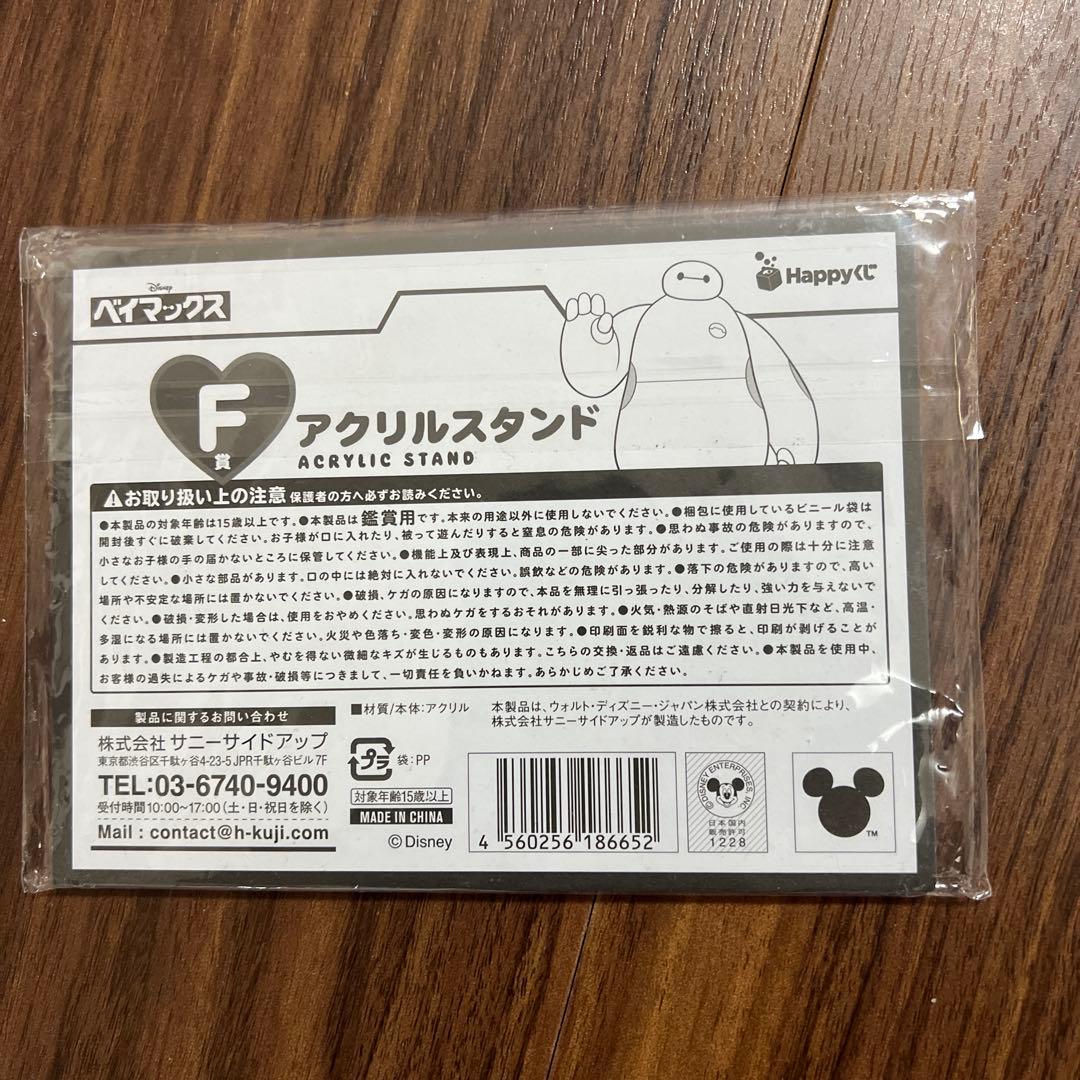 Disney
ベイマックス
Happyくじ
F
賞
アクリルスタンド
ACRYLIC STAND
お取り扱い上の注意 保護者の方へ必ずお読みください。
●本製品の対象年齢は15歳以上です。●本製品は鑑賞用です。本来の用途以外に使用しないでください。●梱包に使用しているビニール袋は
開封後すぐに破棄してください。お子様が口に入れたり、被って遊んだりすると窒息の危険があります。●思わぬ事故の危険がありますので、
小さなお子様の手の届かないところに保管してください。●機能上及び表現上、商品の一部に尖った部分があります。ご使用の際は十分に注意
してください。●小さな部品があります。口の中には絶対に入れないでください。誤飲などの危険があります。●落下の危険がありますので、高い
場所や不安定な場所には置かないでください。●破損、ケガの原因になりますので、本品を無理に引っ張ったり、分解したり、強い力を与えないで
ください。●破損・変形した場合は、使用をおやめください。思わぬケガをするおそれがあります。●火気・熱源のそばや直射日光下など、高温・
多湿になる場所には置かないでください。火災や色落ち・変色・変形の原因になります。●印刷面を鋭利な物で擦ると、印刷が剥げることが
あります。●製造工程の都合上、やむを得ない微細なキズが生じるものもあります。こちらの交換・返品はご遠慮ください。●本製品を使用中、
お客様の過失によるケガや事故・破損等につきまして、一切責任を負いかねます。あらかじめご了承ください。
製品に関するお問い合わせ
株式会社 サニーサイドアップ
東京都渋谷区千駄ヶ谷4-23-5 JPR千駄ヶ谷ビル 7F
TEL:03-6740-9400
受付時間 10:00〜17:00（土・日・祝日を除く）
Mail : contact@h-kuji.com
■材質/本体:アクリル
本製品は、ウォルト・ディズニー・ジャパン株式会社との契約により、
株式会社サニーサイドアップが製造したものです。
プラ
袋:PP
対象年齢15歳以上
MADE IN CHINA
©Disney
4 560256 186652
©DISNEY ENTERPRISES, INC.
日本国内
販売許可
1228
TM